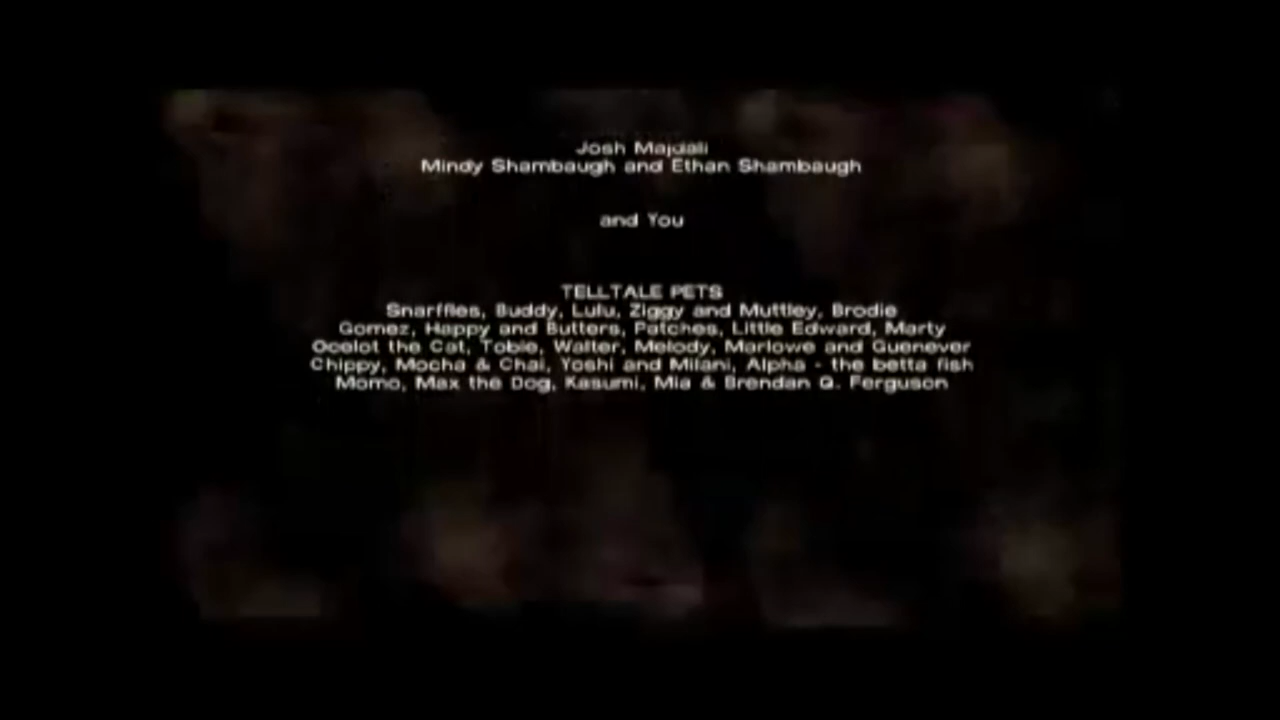 Josh Majdali
Mindy Shambaugh and Ethan Shambaugh
and You
TELLTALE PETS
Snarffles, Buddy, Lulu, Ziggy and Muttley, Brodie
Gomez, Happy and Butters, Patches, Little Edward, Marty
Ocelot the Cat, Tobie, Walter, Melody, Marlowe and Guenever
Chippy, Mocha & Chai, Yoshi and Milani, Alpha - the betta fish
Momo, Max the Dog, Kasumi, Mia & Brendan Q. Ferguson